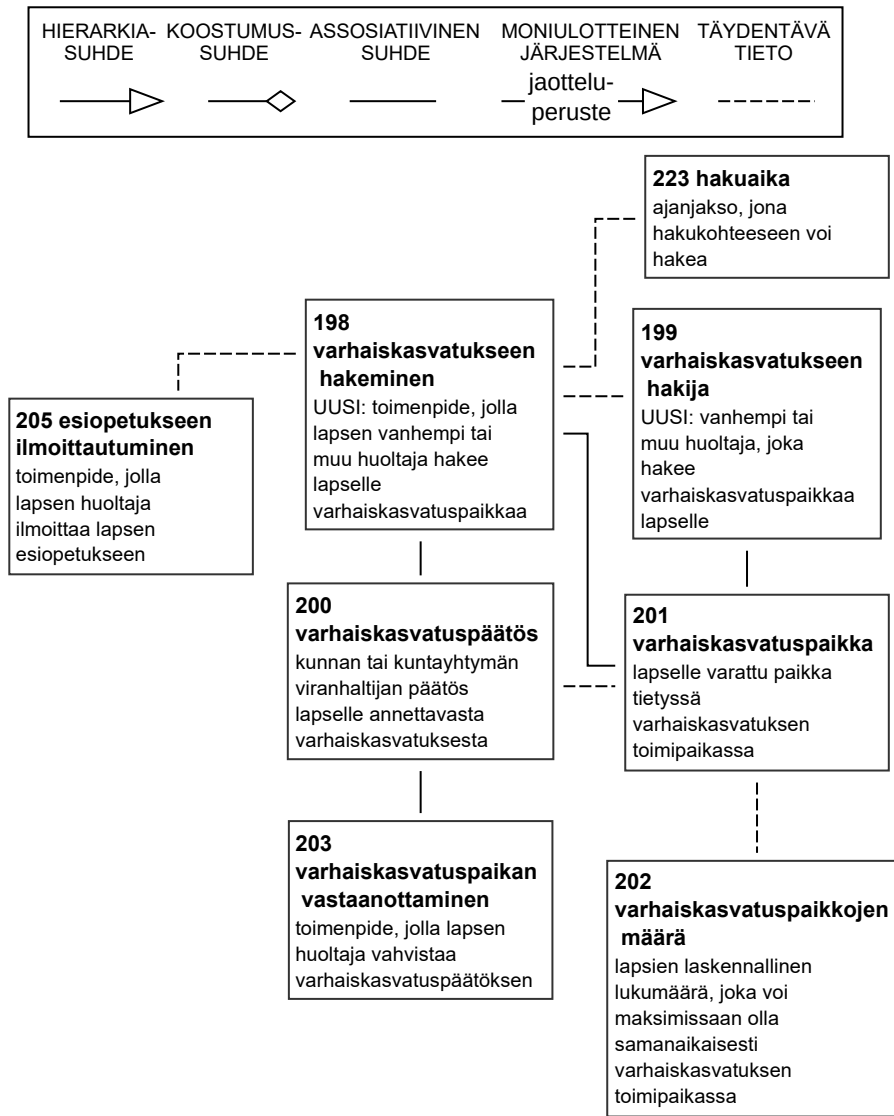 HIERARKIA-
SUHDE
KOOSTUMUS-
SUHDE
ASSOSIATIIVINEN
SUHDE
MONIULOTTEINEN
JÄRJESTELMÄ
jaottelu-
peruste
TÄYDENTÄVÄ
TIETO
223 hakuaika
ajanjakso, jona
hakukohteeseen voi
hakea
198
varhaiskasvatukseen
hakeminen
UUSI: toimenpide, jolla
lapsen vanhempi tai
muu huoltaja hakee
lapselle
varhaiskasvatuspaikkaa
199
varhaiskasvatukseen
hakija
UUSI: vanhempi tai
muu huoltaja, joka
hakee
varhaiskasvatuspaikkaa
lapselle
205 esiopetukseen
ilmoittautuminen
toimenpide, jolla
lapsen huoltaja
ilmoittaa lapsen
esiopetukseen
200
varhaiskasvatuspäätös
kunnan tai kuntayhtymän
viranhaltijan päätös
lapselle annettavasta
varhaiskasvatuksesta
201
varhaiskasvatuspaikka
lapselle varattu paikka
tietyssä
varhaiskasvatuksen
toimipaikassa
203
varhaiskasvatuspaikan
vastaanottaminen
toimenpide, jolla lapsen
huoltaja vahvistaa
varhaiskasvatuspäätöksen
202
varhaiskasvatuspaikkojen
määrä
lapsien laskennallinen
lukumäärä, joka voi
maksimissaan olla
samanaikaisesti
varhaiskasvatuksen
toimipaikassa